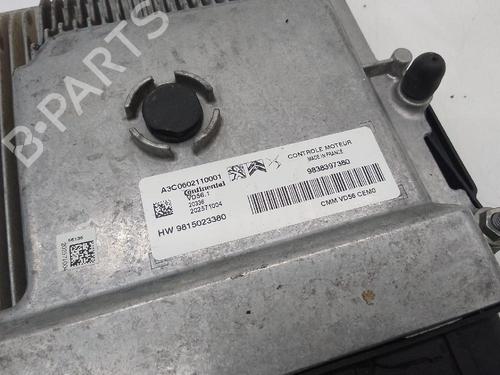 B-PARTS
A3C0602110001
Continental
VD56.1
20336
202371004
HW 9815023380
CONTROLE MOTEUR
MADE IN FRANCE
9838397380
CMM VD56 CEM0